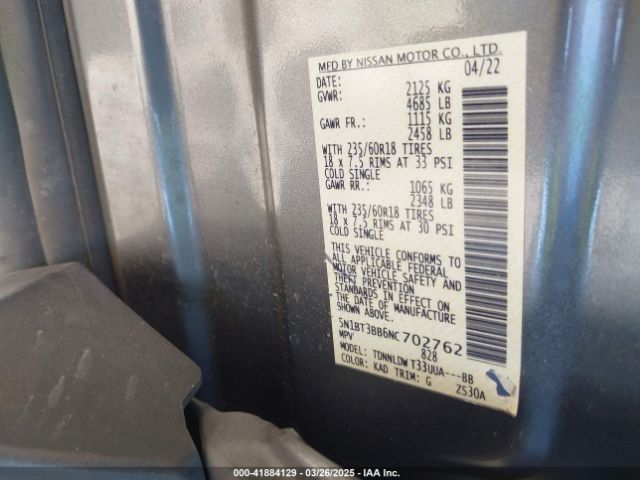 MFD BY NISSAN MOTOR CO., LTD.
DATE: 04/22
GVWR: 2125 KG
4685 LB
GAWR FR.: 1115 KG
2458 LB
WITH 235/60R18 TIRES
18 x 7.5 RIMS AT 33 PSI
COLD SINGLE
GAWR RR.: 1065 KG
2348 LB
WITH 235/60R18 TIRES
18 x 7.5 RIMS AT 30 PSI
COLD SINGLE
THIS VEHICLE CONFORMS TO
ALL APPLICABLE FEDERAL
MOTOR VEHICLE SAFETY AND
THEFT PREVENTION
STANDARDS IN EFFECT ON
THE DATE OF MANUFACTURE
SHOWN ABOVE.
5N1BT3BB6NC702762
MPV 828
MODEL: TDNNLDW T33UUA---BB
COLOR: KAD TRIM: G ZS30A
000-41884129 | 03/26/2025 | IAA Inc.